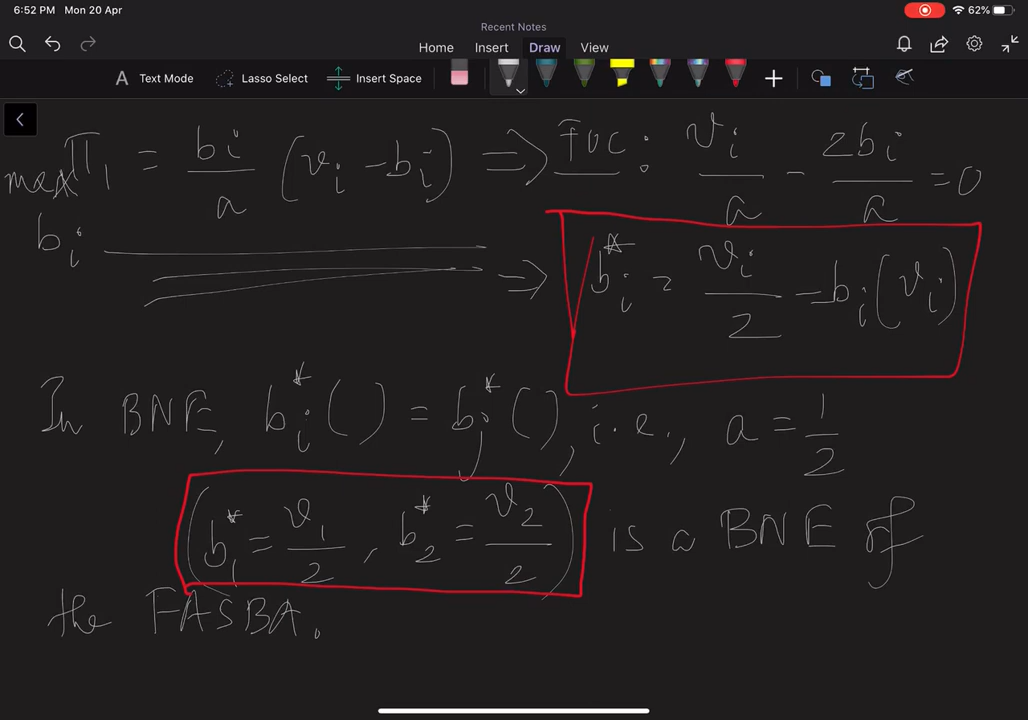 6:52 PM Mon 20 Apr 62%
Recent Notes
Home Insert Draw View
A Text Mode Lasso Select Insert Space
max Π₁ = bi/a (vi - bi) ⇒ FOC: vi/a - 2bi/a = 0
bi
⇒ bi* = vi/2 - bi(vi)
In BNE, bi*( ) = bj*( ), i.e., a = 1/2
(b₁* = v₁/2, b₂* = v₂/2) is a BNE of
the FASBA.